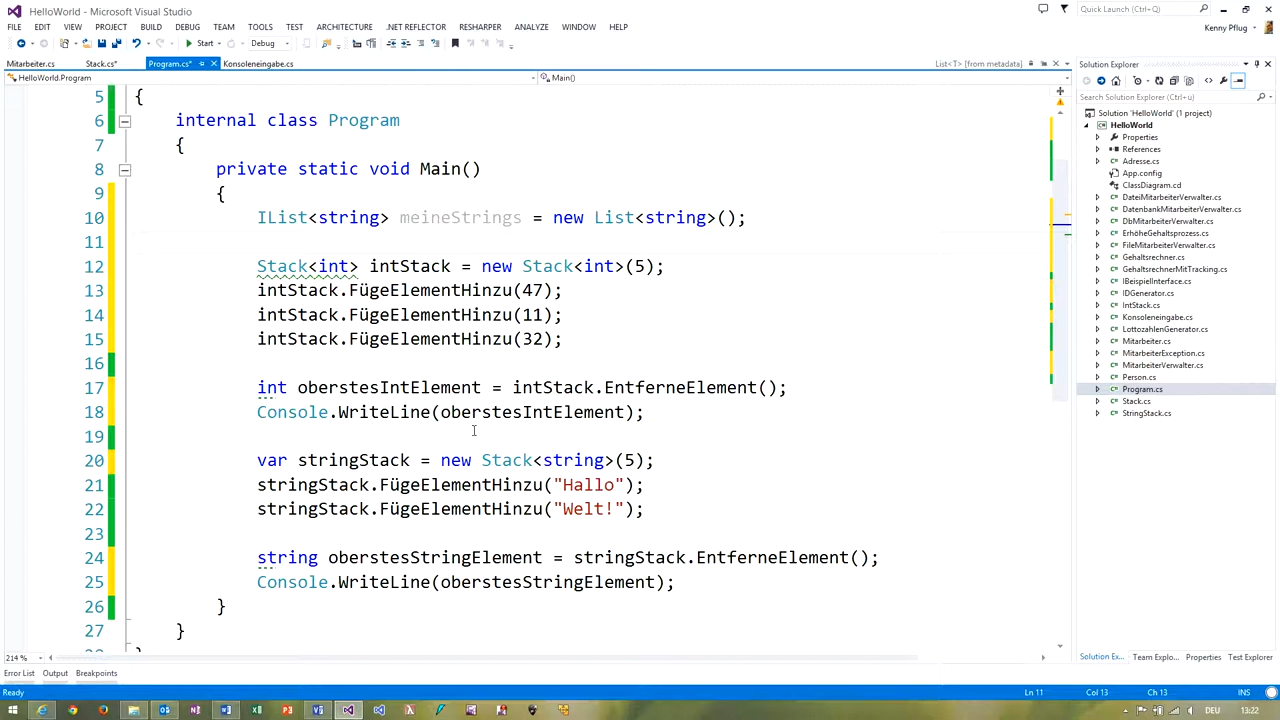 HelloWorld - Microsoft Visual Studio
Quick Launch (Ctrl+Q)
FILE EDIT VIEW PROJECT BUILD DEBUG TEAM TOOLS TEST ARCHITECTURE .NET REFLECTOR RESHARPER ANALYZE WINDOW HELP
Kenny Pflug
Start Debug
Mitarbeiter.cs Stack.cs* Program.cs* Konsoleneingabe.cs List<T> [from metadata]
HelloWorld.Program Main()
5 {
6 internal class Program
7 {
8 private static void Main()
9 {
10 IList<string> meineStrings = new List<string>();
11
12 Stack<int> intStack = new Stack<int>(5);
13 intStack.FügeElementHinzu(47);
14 intStack.FügeElementHinzu(11);
15 intStack.FügeElementHinzu(32);
16
17 int oberstesIntElement = intStack.EntferneElement();
18 Console.WriteLine(oberstesIntElement);
19
20 var stringStack = new Stack<string>(5);
21 stringStack.FügeElementHinzu("Hallo");
22 stringStack.FügeElementHinzu("Welt!");
23
24 string oberstesStringElement = stringStack.EntferneElement();
25 Console.WriteLine(oberstesStringElement);
26 }
27 }
214 %
Solution Explorer
Search Solution Explorer (Ctrl+ü)
Solution 'HelloWorld' (1 project)
HelloWorld
Properties
References
Adresse.cs
App.config
ClassDiagram.cd
DateiMitarbeiterVerwalter.cs
DatenbankMitarbeiterVerwalter.cs
DbMitarbeiterVerwalter.cs
ErhöheGehaltsprozess.cs
FileMitarbeiterVerwalter.cs
Gehaltsrechner.cs
GehaltsrechnerMitTracking.cs
IBeispielInterface.cs
IDGenerator.cs
IntStack.cs
Konsoleneingabe.cs
LottozahlenGenerator.cs
Mitarbeiter.cs
MitarbeiterException.cs
MitarbeiterVerwalter.cs
Person.cs
Program.cs
Stack.cs
StringStack.cs
Solution Ex... Team Explo... Properties Test Explorer
Error List Output Breakpoints
Ready Ln 11 Col 13 Ch 13 INS
DEU 13:22